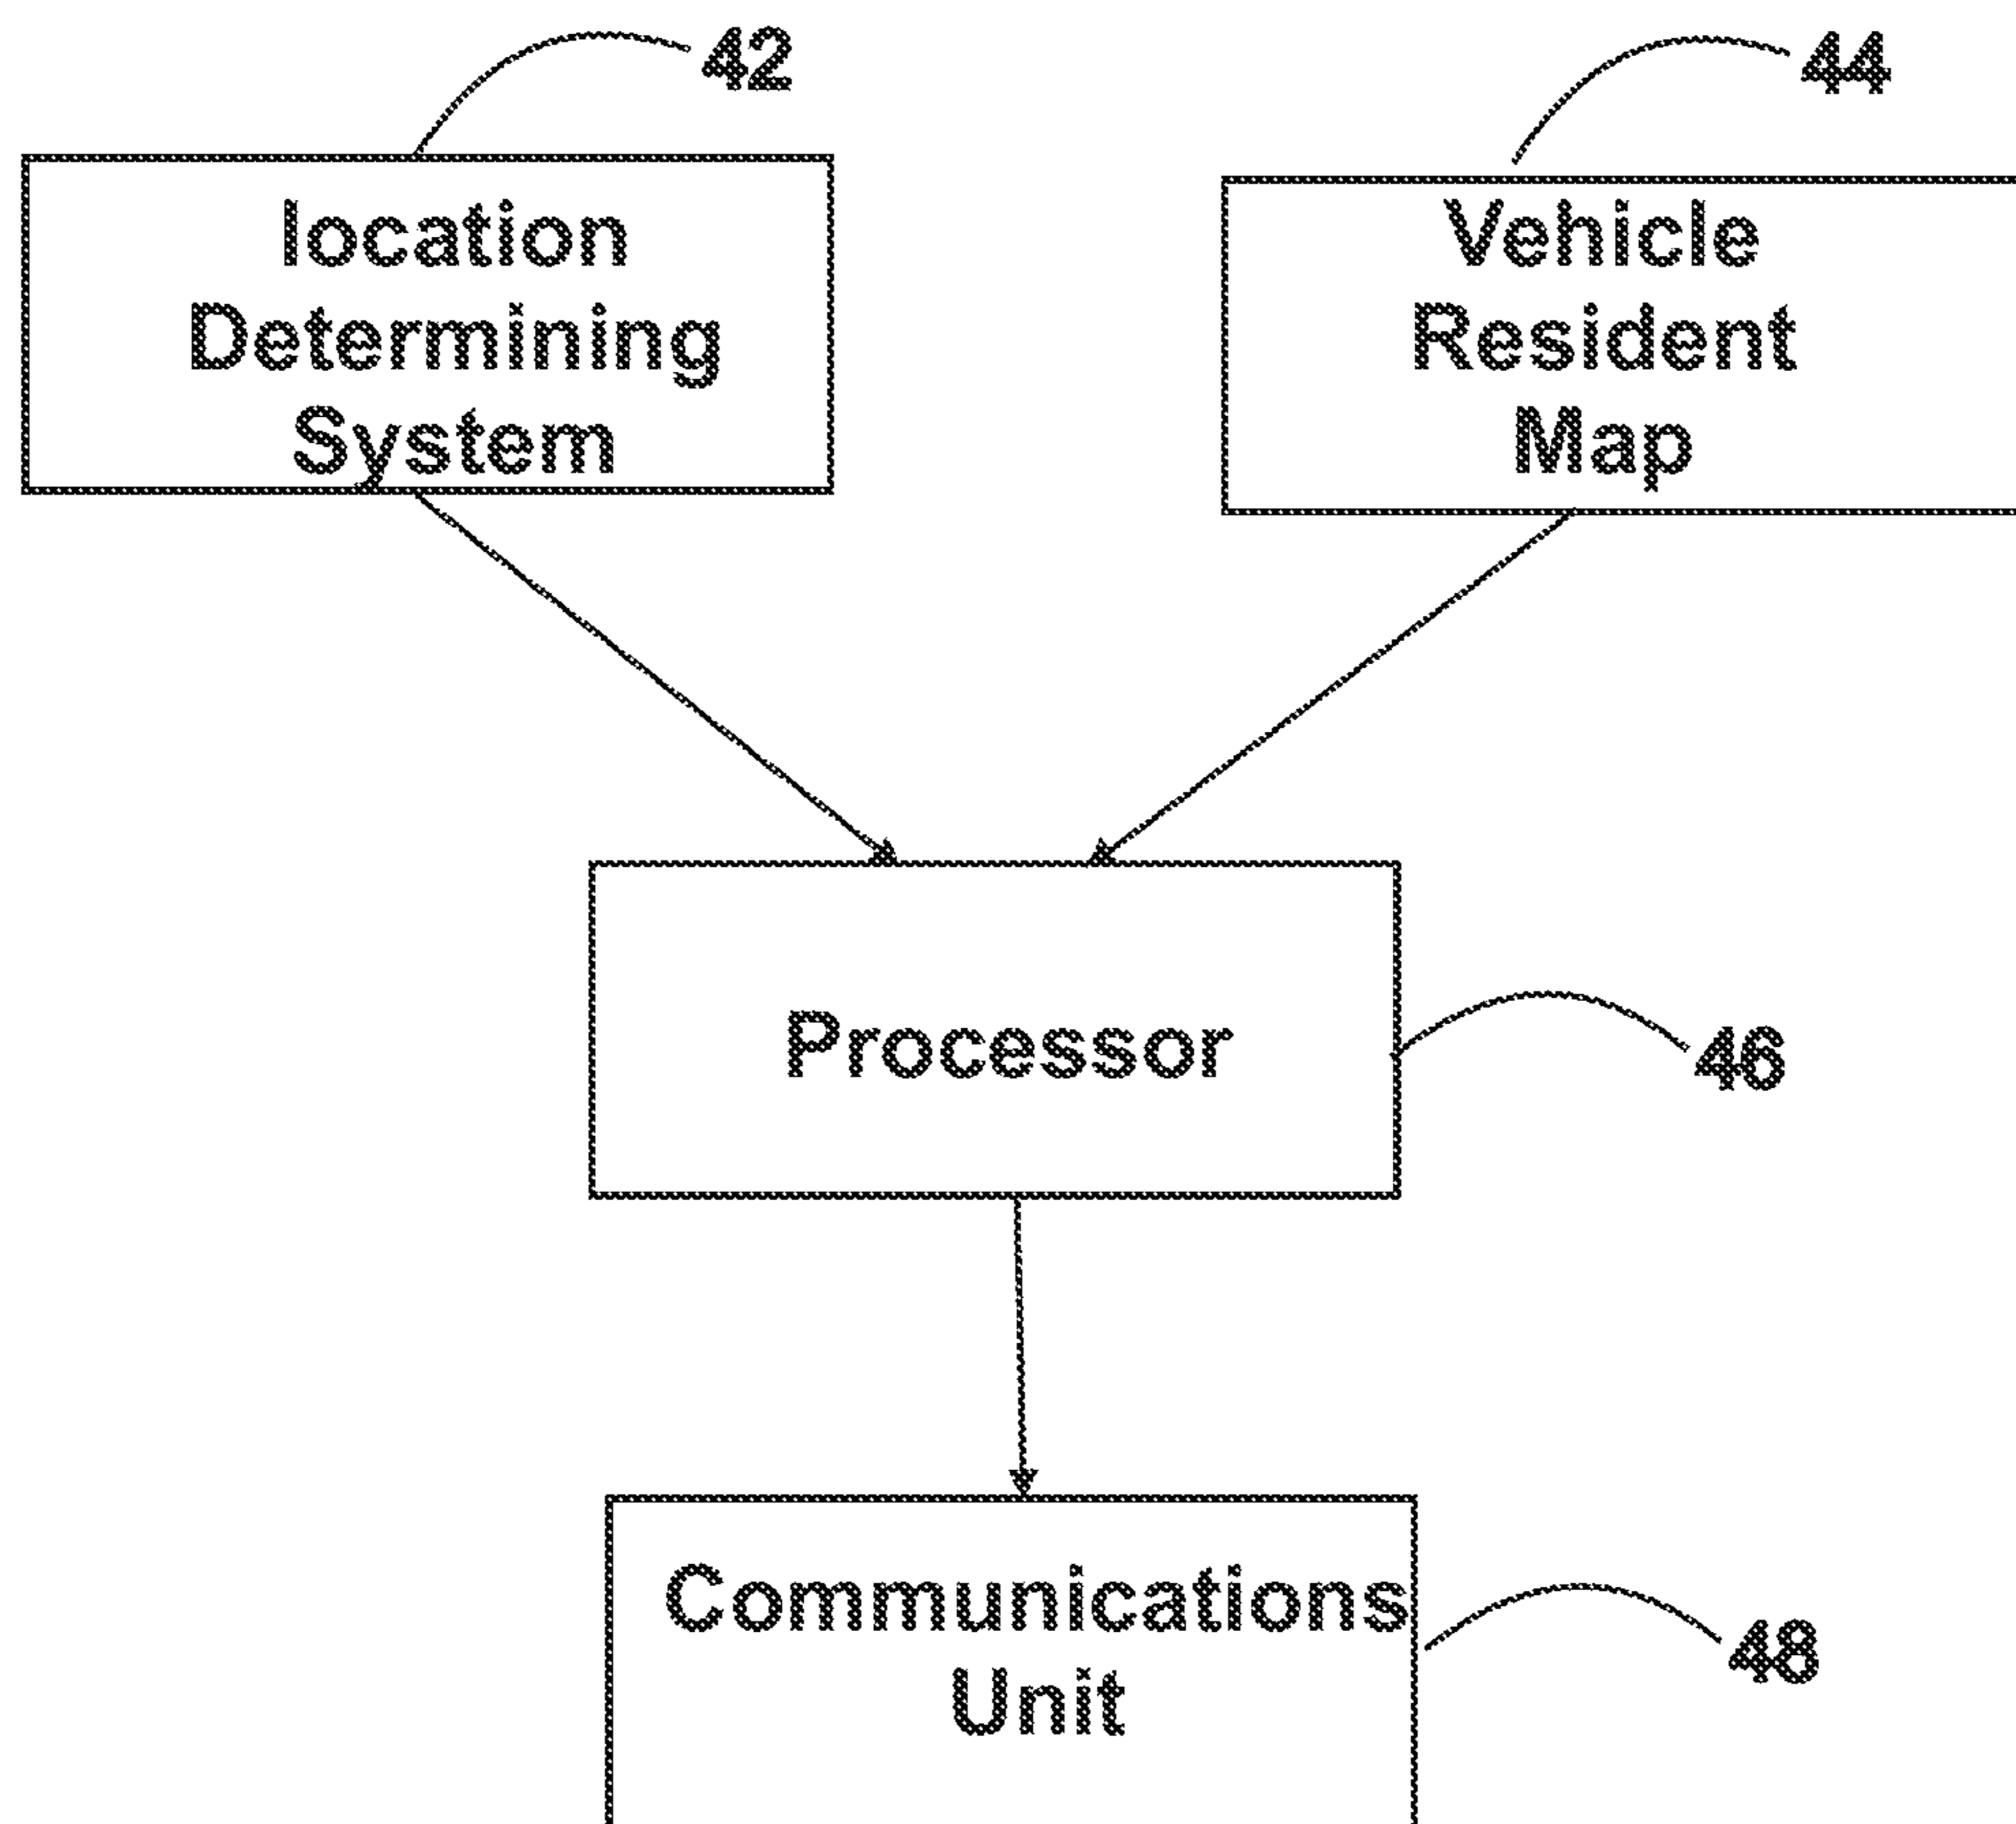 42
44
location
Determining
System
Vehicle
Resident
Map
Processor
46
Communications
Unit
48